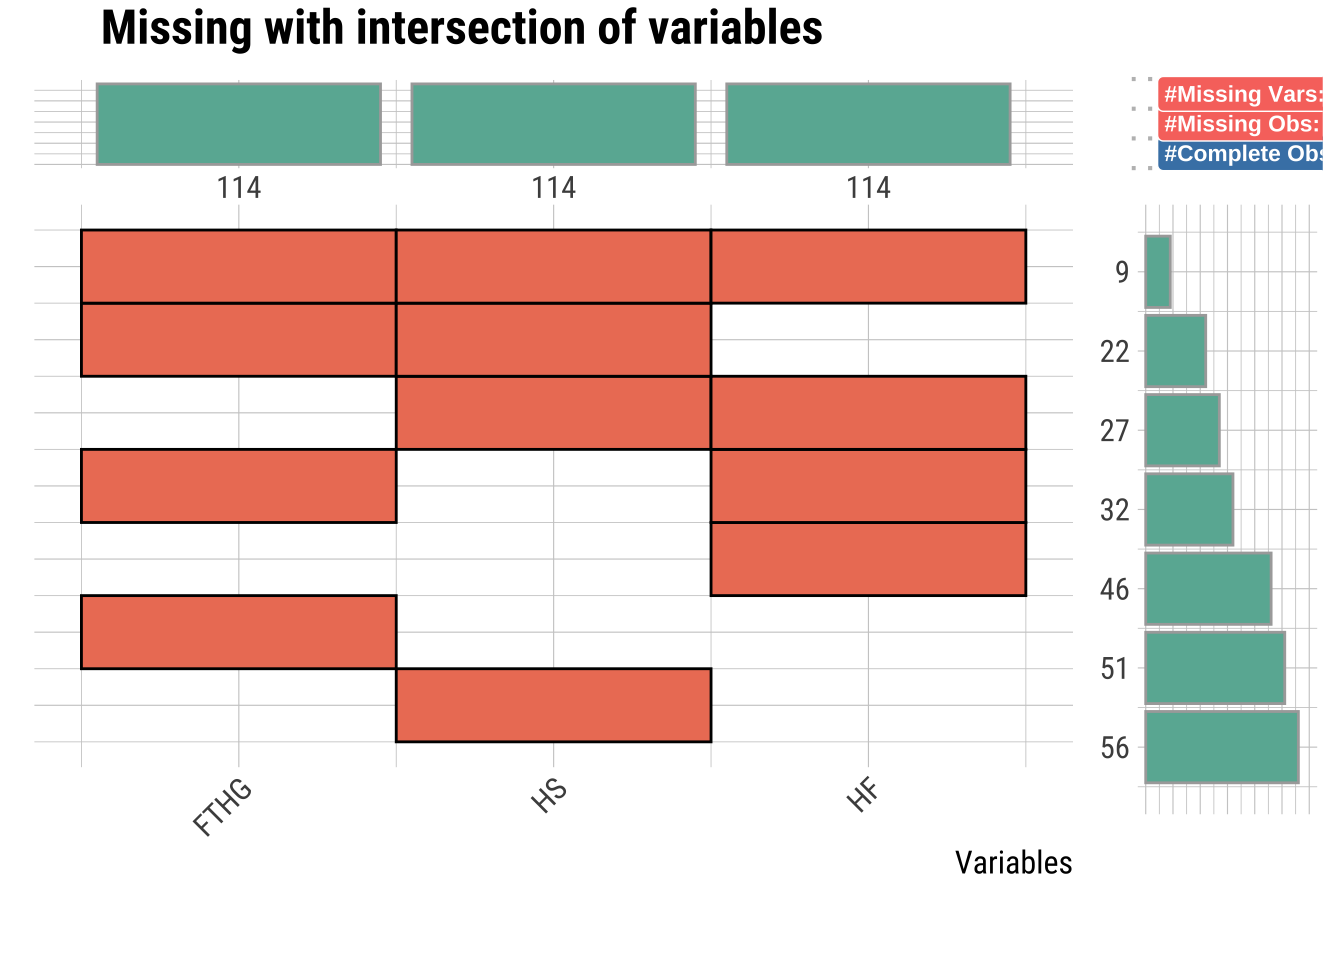 Missing with intersection of variables
#Missing Vars:
#Missing Obs:
#Complete Obs
114 114 114
9
22
27
32
46
51
56
FTHG HS HF
Variables